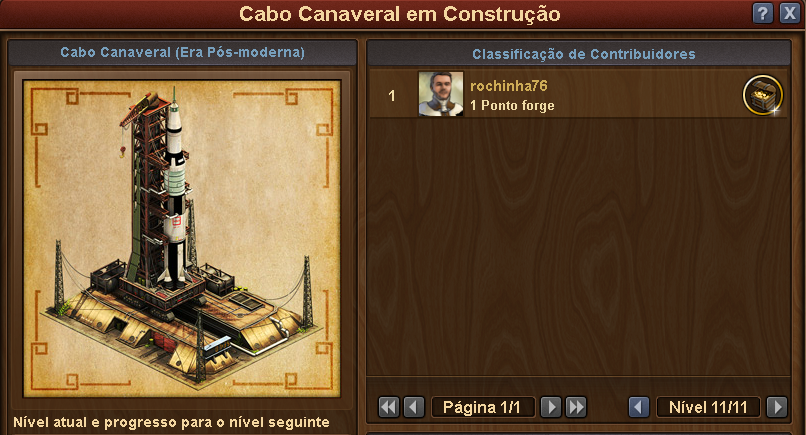 Cabo Canaveral em Construção
? X
Cabo Canaveral (Era Pós-moderna)
Nível atual e progresso para o nível seguinte
Classificação de Contribuidores
1
rochinha76
1 Ponto forge
Página 1/1
Nível 11/11